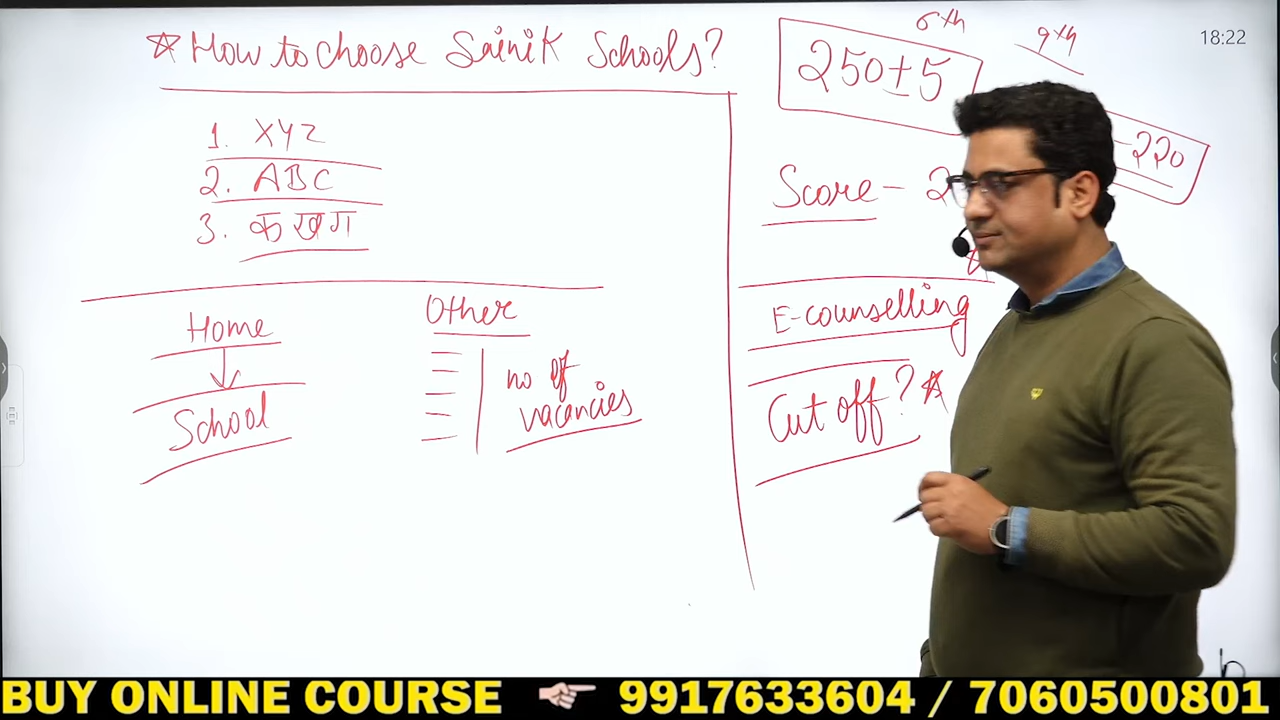 ☆ How to choose Sainik Schools?
1. XYZ
2. ABC
3. क ख ग
Home
↓
School
Other
no of
vacancies
6th
9th
18:22
250±5
-220
Score - 2
E-counselling
Cut off? ☆
BUY ONLINE COURSE 9917633604 / 7060500801